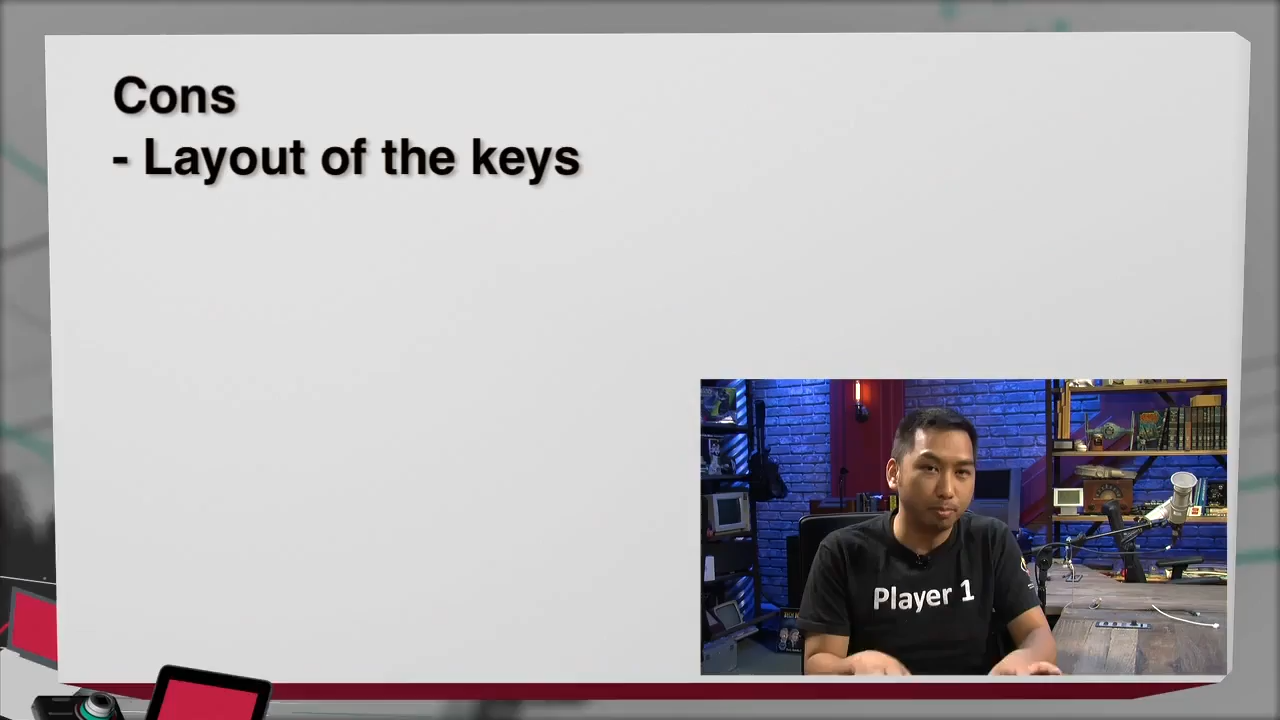 Cons
- Layout of the keys
Player 1